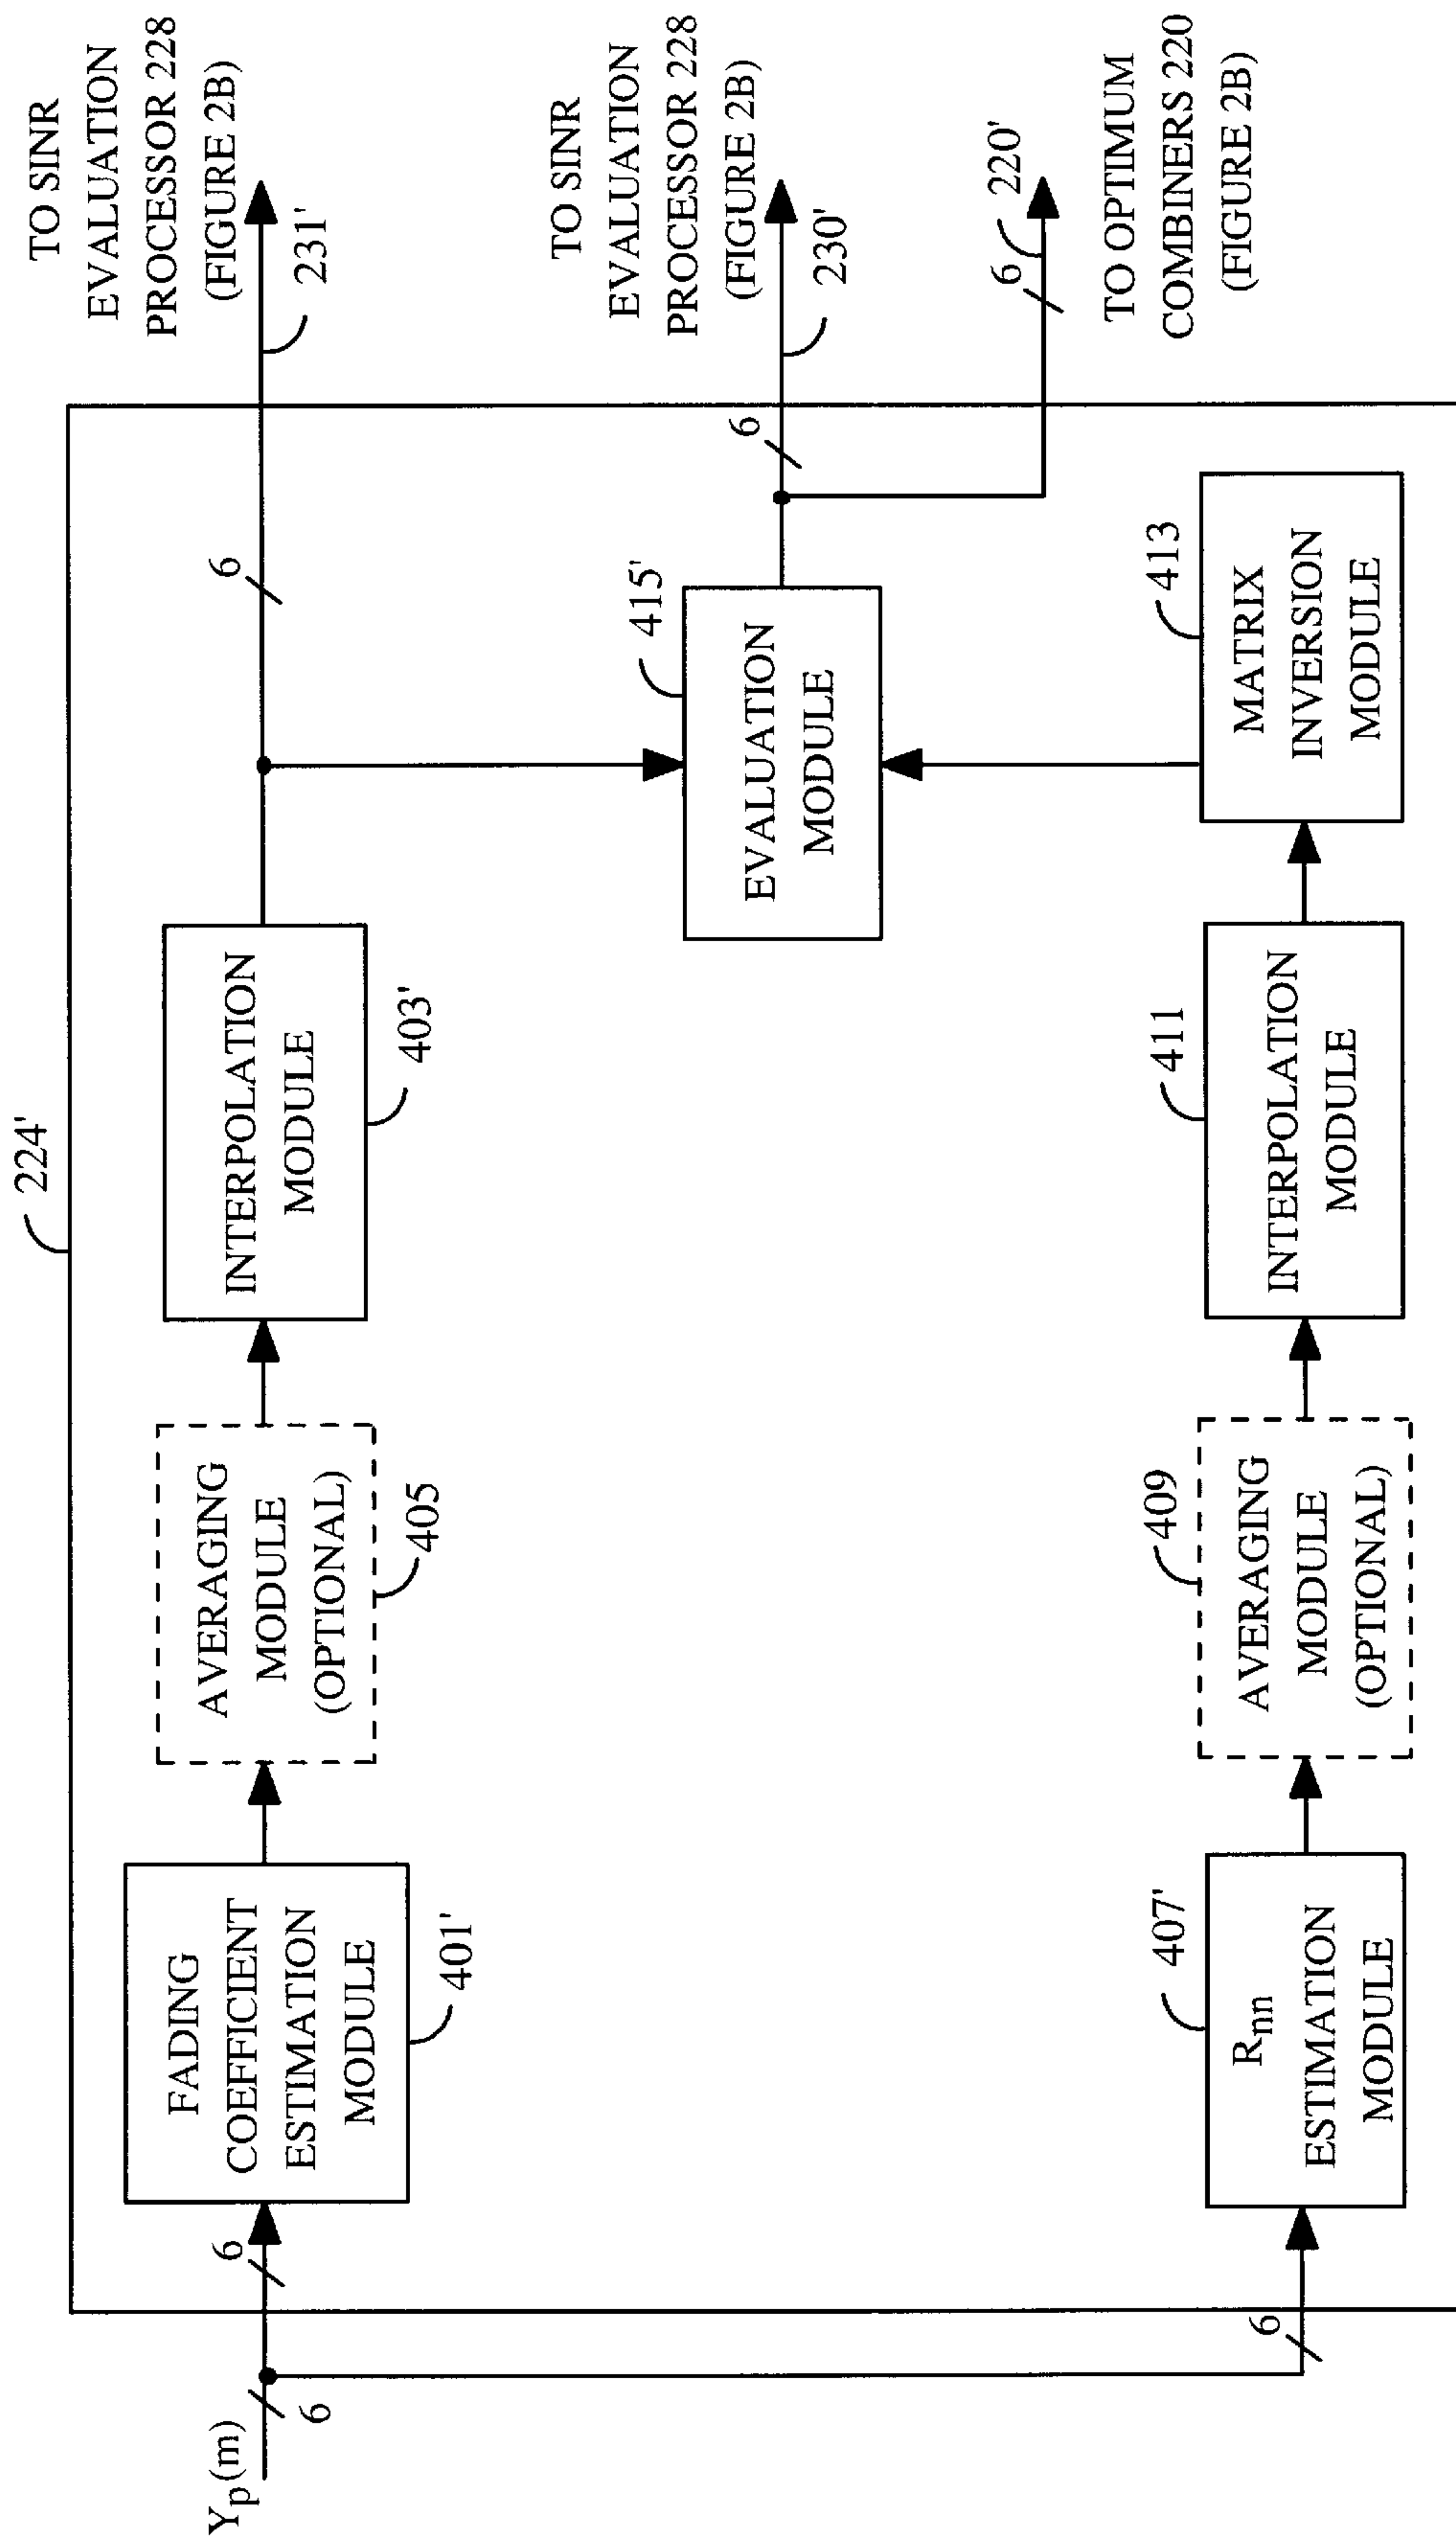 224'
Yp(m)
6
6
6
FADING
COEFFICIENT
ESTIMATION
MODULE
401'
AVERAGING
MODULE
(OPTIONAL)
405
INTERPOLATION
MODULE
403'
6
231'
TO SINR
EVALUATION
PROCESSOR 228
(FIGURE 2B)
EVALUATION
MODULE
415'
6
230'
TO SINR
EVALUATION
PROCESSOR 228
(FIGURE 2B)
6
220'
TO OPTIMUM
COMBINERS 220
(FIGURE 2B)
Rnn
ESTIMATION
MODULE
407'
AVERAGING
MODULE
(OPTIONAL)
409
INTERPOLATION
MODULE
411
MATRIX
INVERSION
MODULE
413